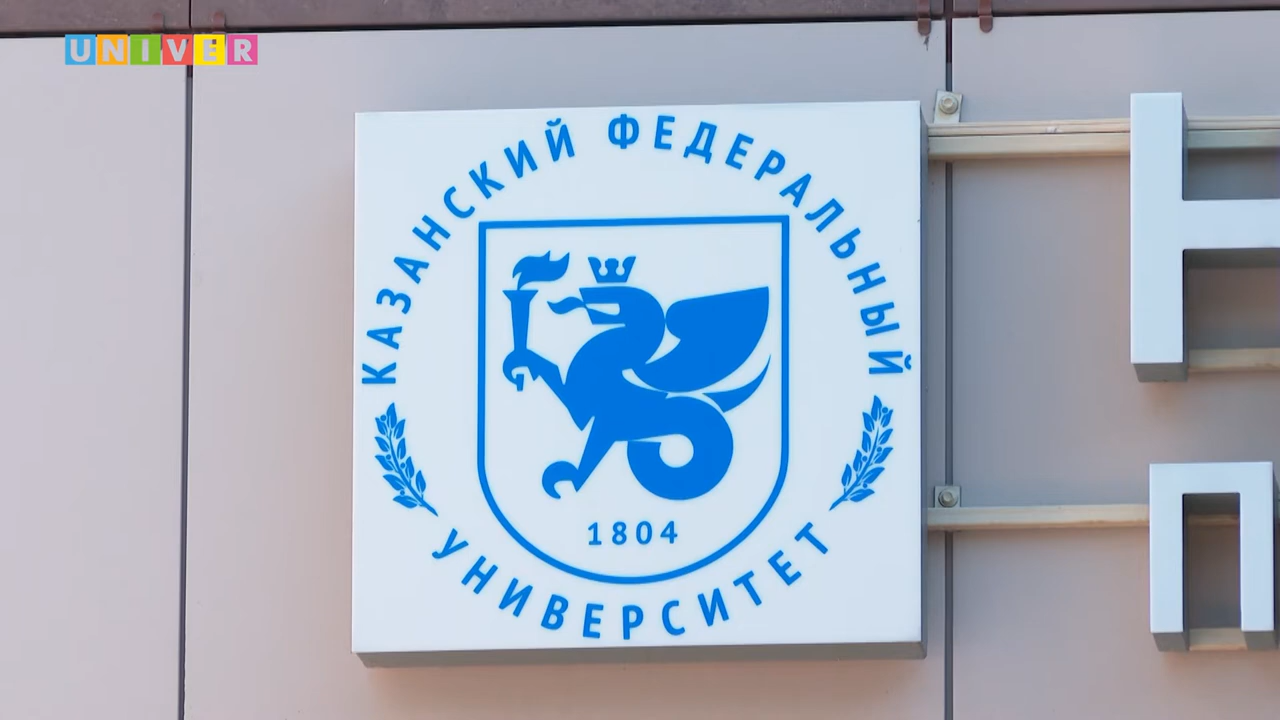 UNIVER
КАЗАНСКИЙ ФЕДЕРАЛЬНЫЙ
1804
УНИВЕРСИТЕТ
Н
П